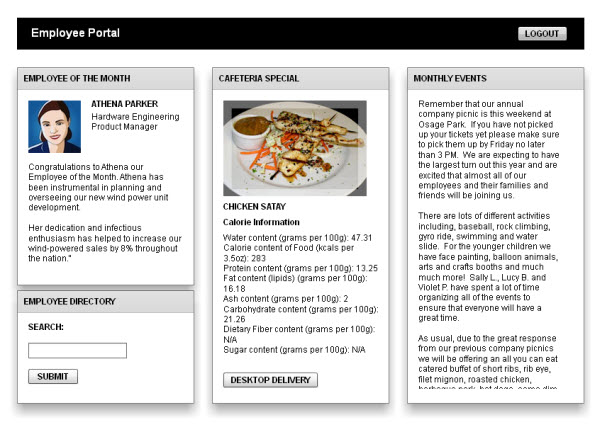 Employee Portal
LOGOUT
EMPLOYEE OF THE MONTH
ATHENA PARKER
Hardware Engineering
Product Manager
Congratulations to Athena our
Employee of the Month. Athena has
been instrumental in planning and
overseeing our new wind power unit
development.
Her dedication and infectious
enthusiasm has helped to increase our
wind-powered sales by 8% throughout
the nation."
EMPLOYEE DIRECTORY
SEARCH:
SUBMIT
CAFETERIA SPECIAL
CHICKEN SATAY
Calorie Information
Water content (grams per 100g): 47.31
Calorie content of Food (kcals per
3.5oz): 283
Protein content (grams per 100g): 13.25
Fat content (lipids) (grams per 100g):
16.18
Ash content (grams per 100g): 2
Carbohydrate content (grams per 100g):
21.26
Dietary Fiber content (grams per 100g):
N/A
Sugar content (grams per 100g): N/A
DESKTOP DELIVERY
MONTHLY EVENTS
Remember that our annual
company picnic is this weekend at
Osage Park. If you have not picked
up your tickets yet please make sure
to pick them up by Friday no later
than 3 PM. We are expecting to have
the largest turn out this year and are
excited that almost all of our
employees and their families and
friends will be joining us.
There are lots of different activities
including, baseball, rock climbing,
gyro ride, swimming and water
slide. For the younger children we
have face painting, balloon animals,
arts and crafts booths and much
much more! Sally L., Lucy B. and
Violet P. have spent a lot of time
organizing all of the events to
ensure that everyone will have a
great time.
As usual, due to the great response
from our previous company picnics
we will be offering an all you can eat
catered buffet of short ribs, rib eye,
filet mignon, roasted chicken,
barbeque pork, hot dogs, some dim